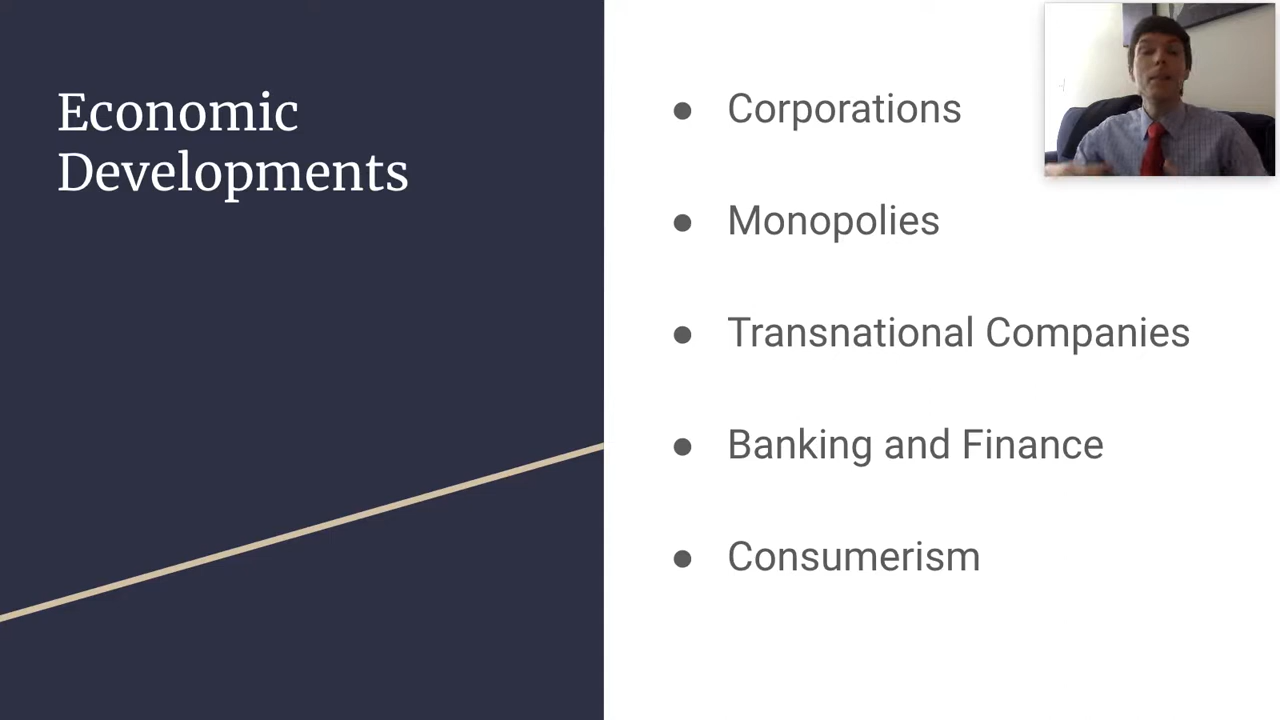 Economic
Developments
● Corporations
● Monopolies
● Transnational Companies
● Banking and Finance
● Consumerism